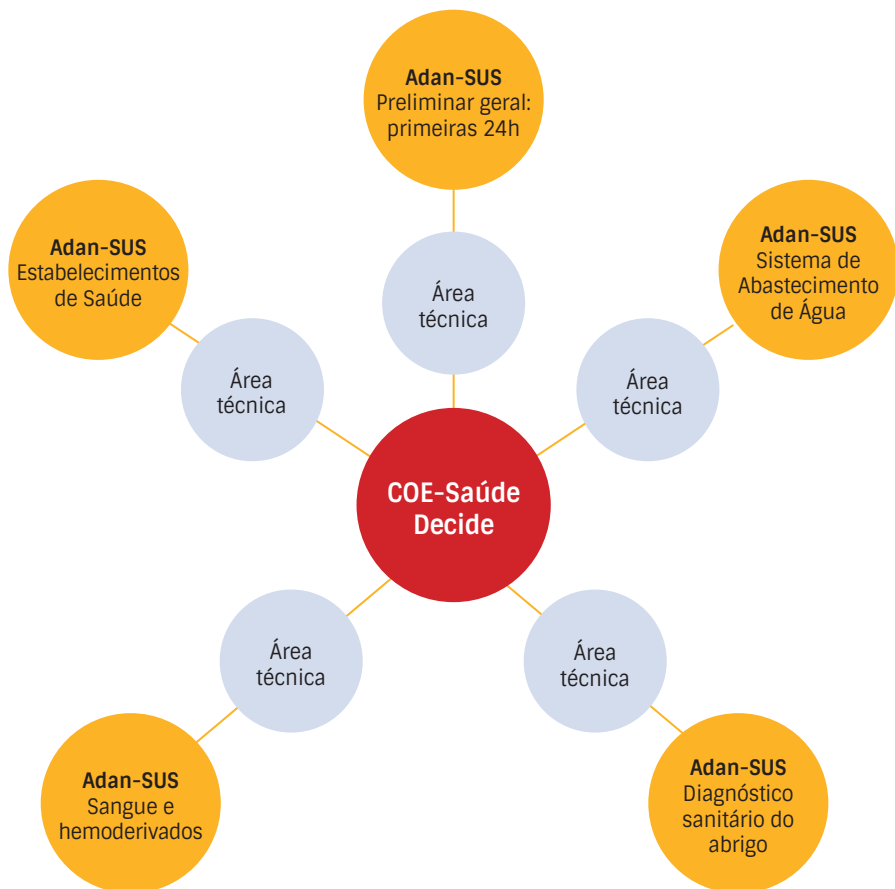 Adan-SUS
Preliminar geral:
primeiras 24h
Adan-SUS
Estabelecimentos
de Saúde
Adan-SUS
Sistema de
Abastecimento
de Água
Área
técnica
Área
técnica
Área
técnica
COE-Saúde
Decide
Área
técnica
Área
técnica
Adan-SUS
Sangue e
hemoderivados
Adan-SUS
Diagnóstico
sanitário do
abrigo